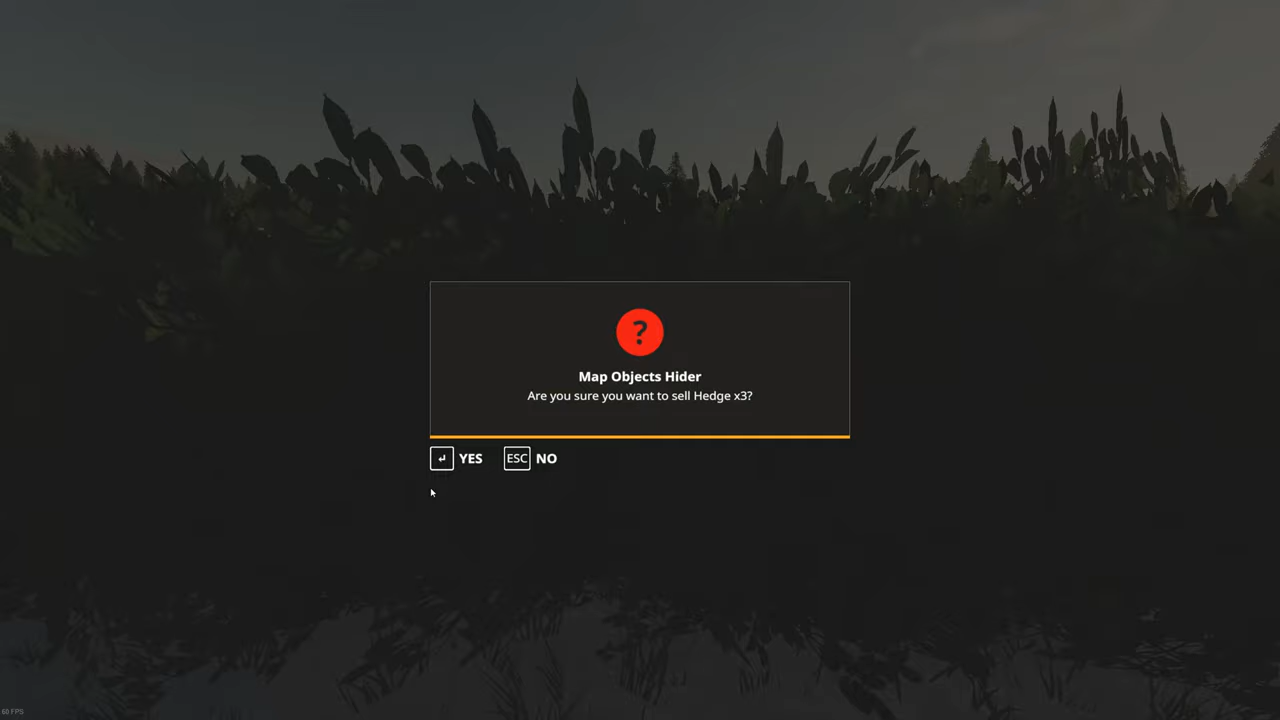 ?
Map Objects Hider
Are you sure you want to sell Hedge x3?
↵ YES ESC NO
60 FPS